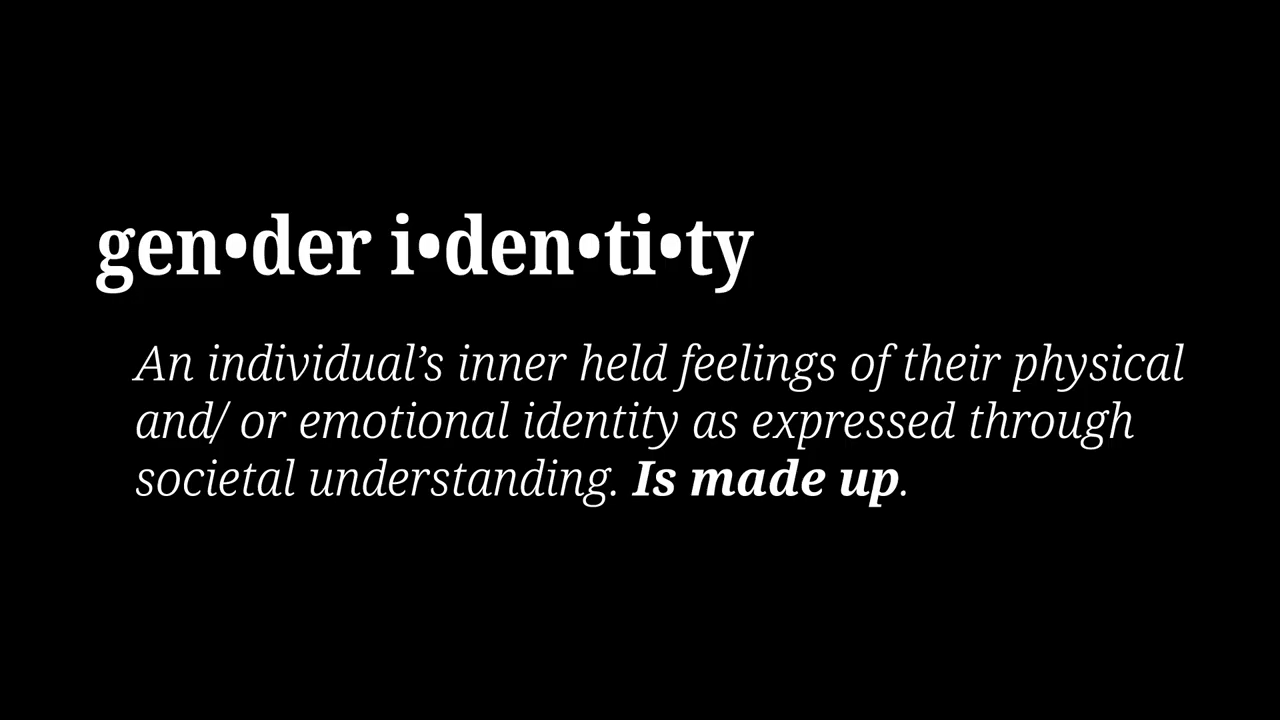 gen•der i•den•ti•ty
An individual’s inner held feelings of their physical
and/ or emotional identity as expressed through
societal understanding. Is made up.